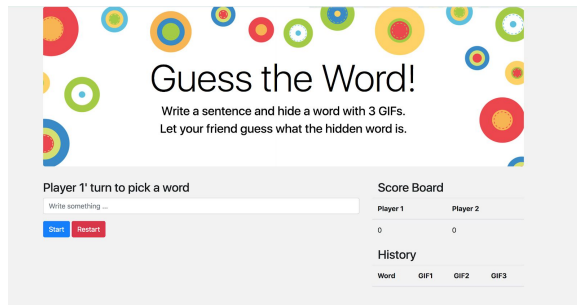 Guess the Word!
Write a sentence and hide a word with 3 GIFs.
Let your friend guess what the hidden word is.
Player 1' turn to pick a word
Write something ...
Start Restart
Score Board
Player 1 Player 2
0 0
History
Word GIF1 GIF2 GIF3